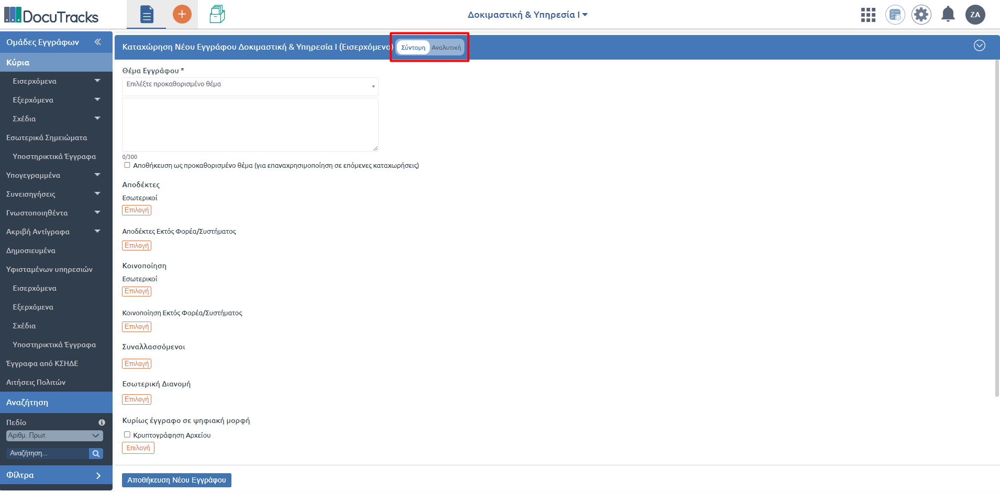 DocuTracks
Δοκιμαστική & Υπηρεσία Ι
ZA
Ομάδες Εγγράφων
Κύρια
Εισερχόμενα
Εξερχόμενα
Σχέδια
Εσωτερικά Σημειώματα
Υποστηρικτικά Έγγραφα
Υπογεγραμμένα
Συνεισηγήσεις
Γνωστοποιηθέντα
Ακριβή Αντίγραφα
Δημοσιευμένα
Υφισταμένων υπηρεσιών
Εισερχόμενα
Εξερχόμενα
Σχέδια
Υποστηρικτικά Έγγραφα
Έγγραφα από ΚΣΗΔΕ
Αιτήσεις Πολιτών
Αναζήτηση
Πεδίο
Αριθμ. Πρωτ.
Αναζήτηση...
Φίλτρα
Καταχώρηση Νέου Εγγράφου Δοκιμαστική & Υπηρεσία Ι (Εισερχόμενο) Σύντομη Αναλυτική
Θέμα Εγγράφου *
Επιλέξτε προκαθορισμένο θέμα
0/300
Αποθήκευση ως προκαθορισμένο θέμα (για επαναχρησιμοποίηση σε επόμενες καταχωρήσεις)
Αποδέκτες
Εσωτερικοί
Επιλογή
Αποδέκτες Εκτός Φορέα/Συστήματος
Επιλογή
Κοινοποίηση
Εσωτερικοί
Επιλογή
Κοινοποίηση Εκτός Φορέα/Συστήματος
Επιλογή
Συναλλασσόμενοι
Επιλογή
Εσωτερική Διανομή
Επιλογή
Κυρίως έγγραφο σε ψηφιακή μορφή
Κρυπτογράφηση Αρχείου
Επιλογή
Αποθήκευση Νέου Εγγράφου